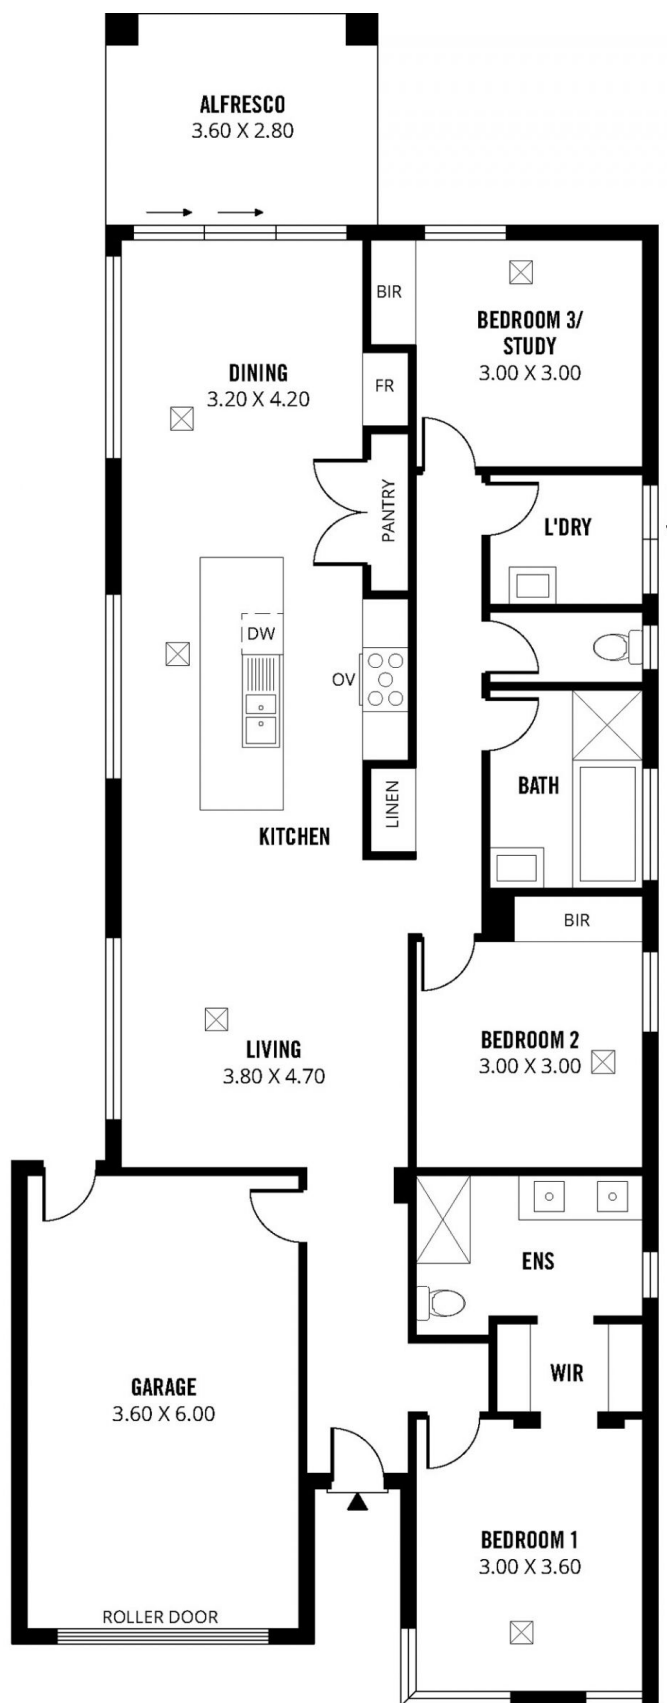 ALFRESCO
3.60 X 2.80
BIR
BEDROOM 3/
STUDY
3.00 X 3.00
DINING
3.20 X 4.20
FR
PANTRY
L'DRY
DW
OV
LINEN
BATH
KITCHEN
BIR
LIVING
3.80 X 4.70
BEDROOM 2
3.00 X 3.00
ENS
WIR
GARAGE
3.60 X 6.00
BEDROOM 1
3.00 X 3.60
ROLLER DOOR